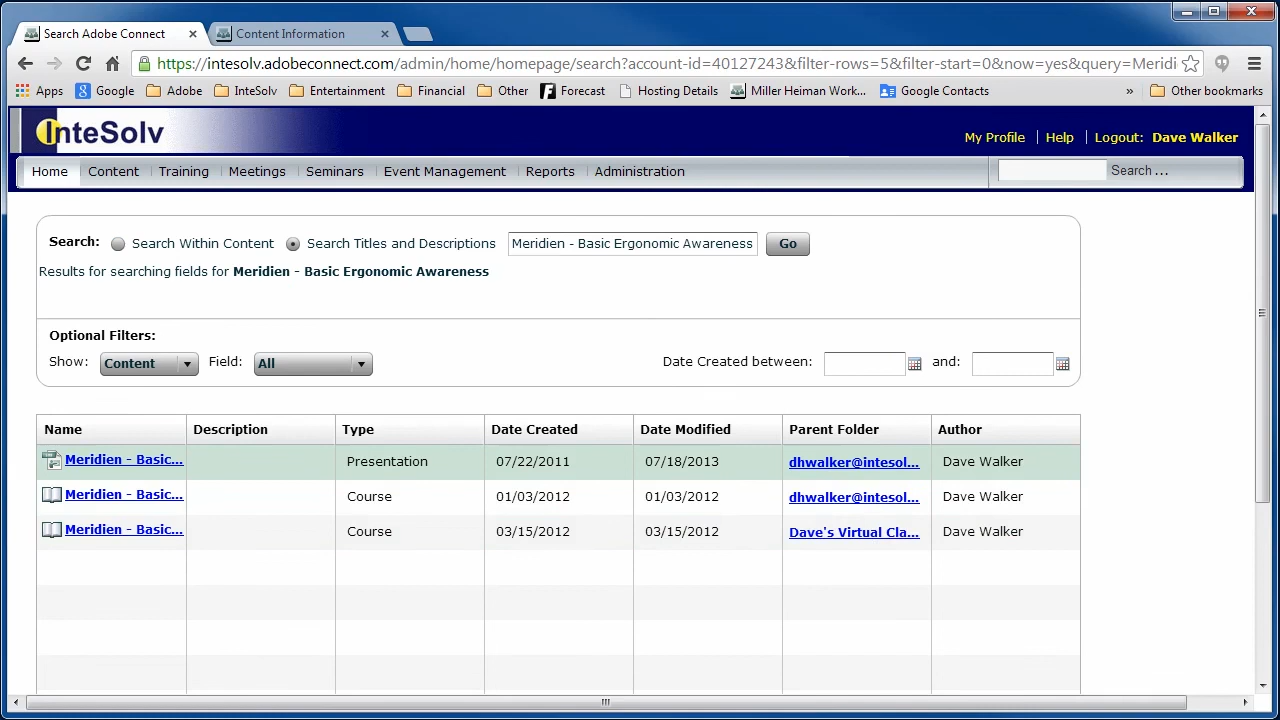 Search Adobe Connect
Content Information
https://intesolv.adobeconnect.com/admin/home/homepage/search?account-id=40127243&filter-rows=5&filter-start=0&now=yes&query=Meridi
Apps Google Adobe InteSolv Entertainment Financial Other Forecast Hosting Details Miller Heiman Wor... Google Contacts » Other bookmarks
InteSolv
My Profile Help Logout: Dave Walker
Home Content Training Meetings Seminars Event Management Reports Administration Search ...
Search: Search Within Content Search Titles and Descriptions Meridien - Basic Ergonomic Awareness Go
Results for searching fields for Meridien - Basic Ergonomic Awareness
Optional Filters:
Show: Content Field: All Date Created between: and:
Name Description Type Date Created Date Modified Parent Folder Author
Meridien - Basic... Presentation 07/22/2011 07/18/2013 dhwalker@intesol... Dave Walker
Meridien - Basic... Course 01/03/2012 01/03/2012 dhwalker@intesol... Dave Walker
Meridien - Basic... Course 03/15/2012 03/15/2012 Dave's Virtual Cla... Dave Walker